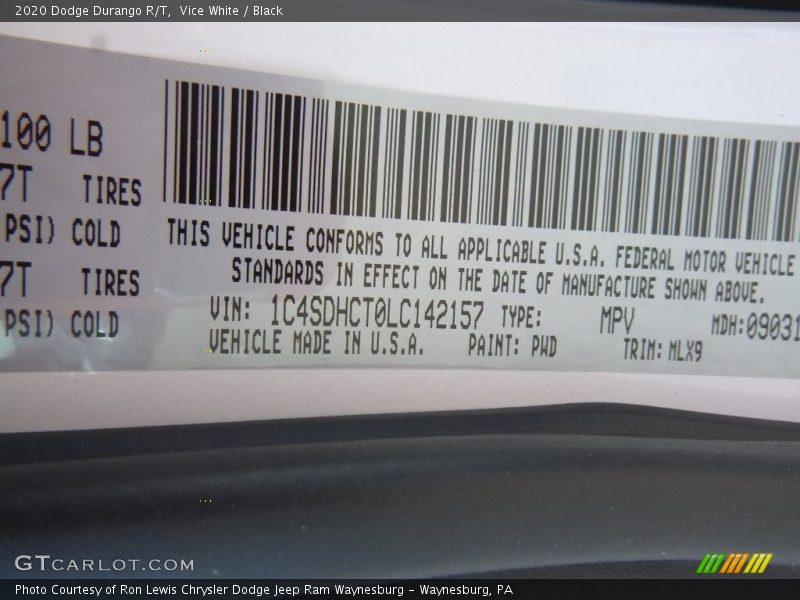 2020 Dodge Durango R/T, Vice White / Black
100 LB
7T TIRES
PSI) COLD
7T TIRES
PSI) COLD
THIS VEHICLE CONFORMS TO ALL APPLICABLE U.S.A. FEDERAL MOTOR VEHICLE
STANDARDS IN EFFECT ON THE DATE OF MANUFACTURE SHOWN ABOVE.
VIN: 1C4SDHCT0LC142157 TYPE: MPV MDH:09031
VEHICLE MADE IN U.S.A. PAINT: PWD TRIM: MLX9
GTCARLOT.COM
Photo Courtesy of Ron Lewis Chrysler Dodge Jeep Ram Waynesburg - Waynesburg, PA